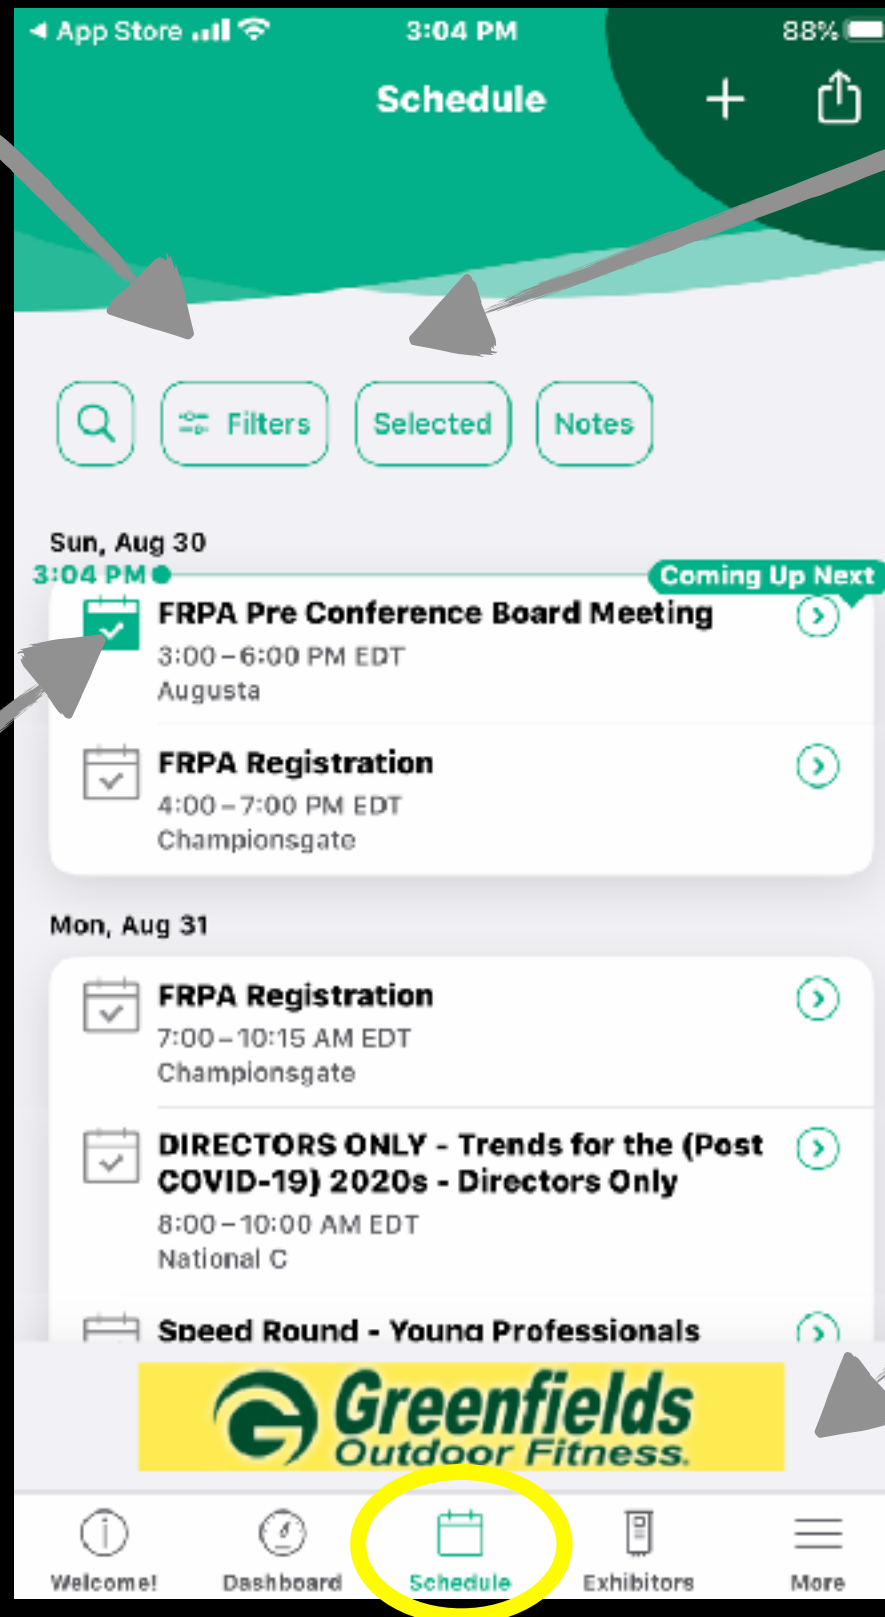 App Store
3:04 PM
88%
Schedule
Filters
Selected
Notes
Sun, Aug 30
3:04 PM
Coming Up Next
FRPA Pre Conference Board Meeting
3:00 – 6:00 PM EDT
Augusta
FRPA Registration
4:00 – 7:00 PM EDT
Championsgate
Mon, Aug 31
FRPA Registration
7:00 – 10:15 AM EDT
Championsgate
DIRECTORS ONLY - Trends for the (Post
COVID-19) 2020s - Directors Only
8:00 – 10:00 AM EDT
National C
Speed Round - Young Professionals
Greenfields
Outdoor Fitness.
Welcome!
Dashboard
Schedule
Exhibitors
More